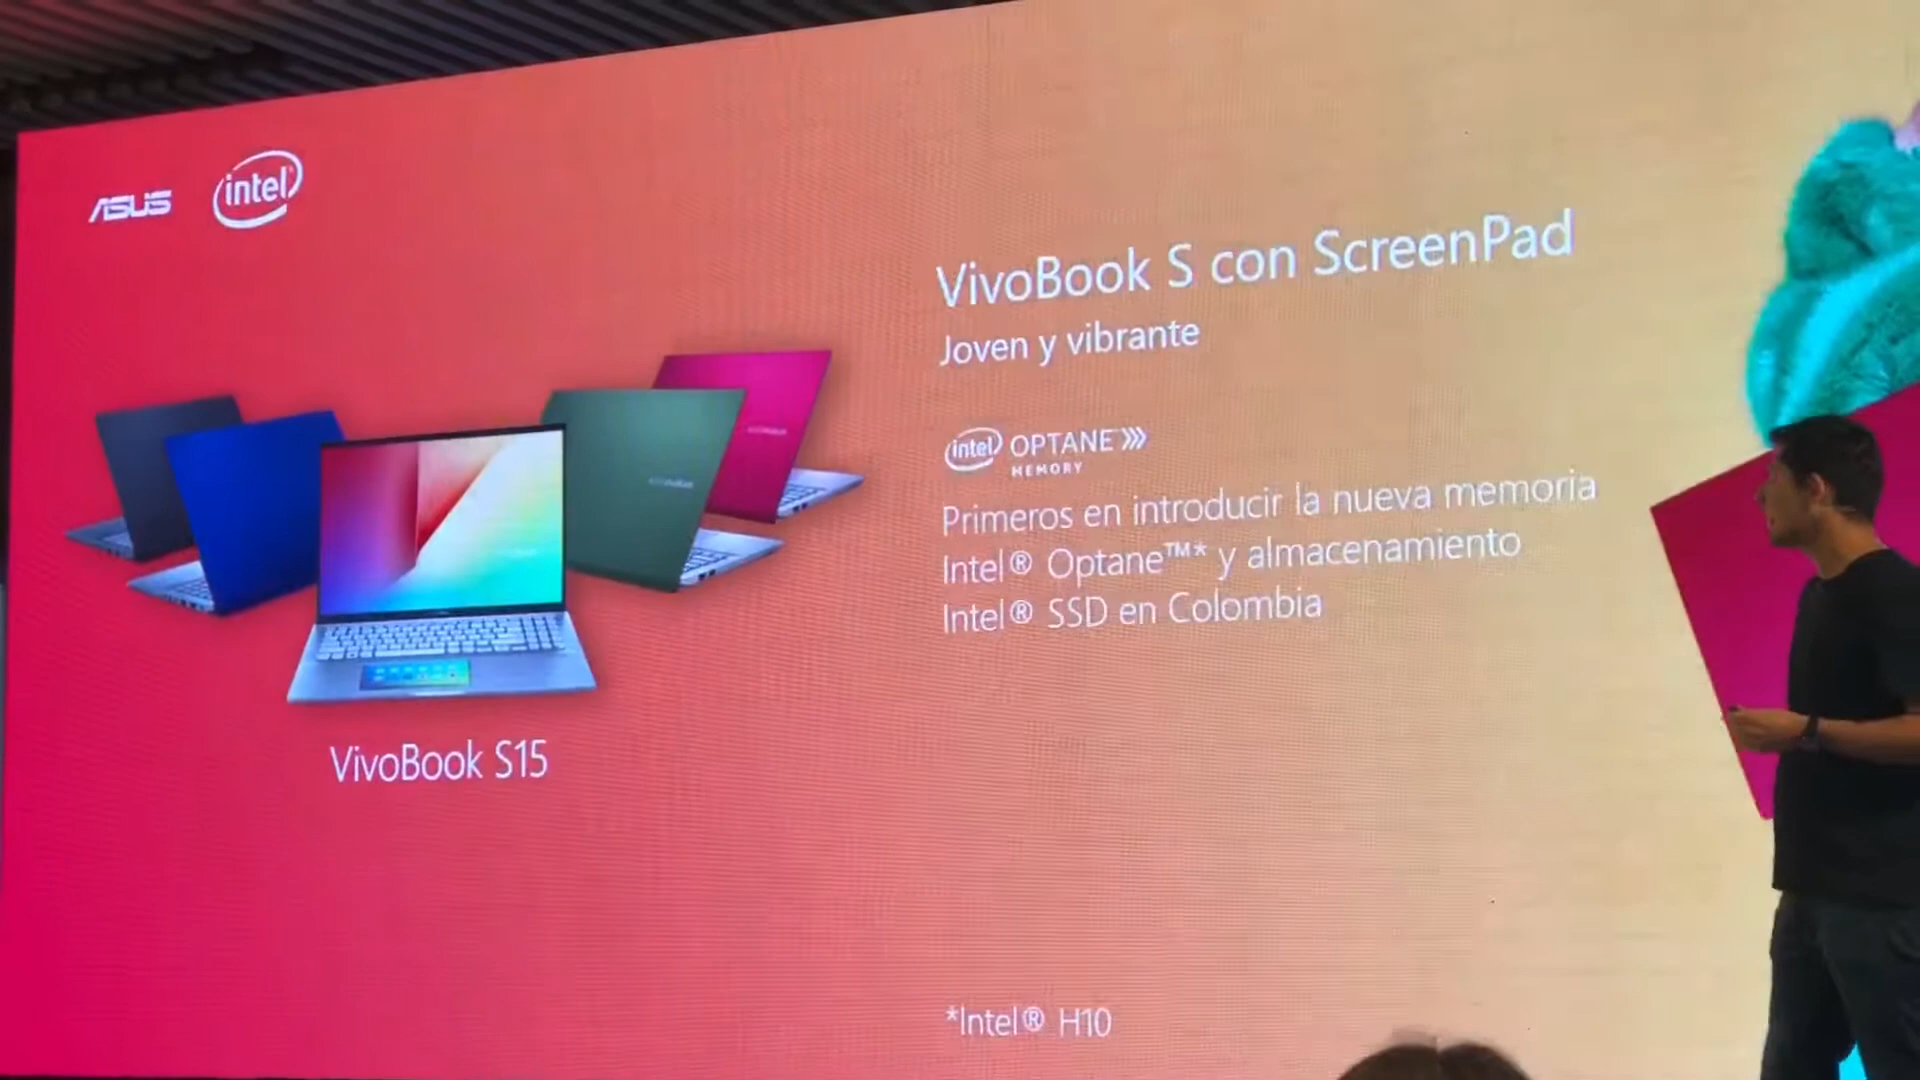 ASUS
intel
VivoBook S con ScreenPad
Joven y vibrante
intel OPTANE
MEMORY
Primeros en introducir la nueva memoria
Intel® Optane™* y almacenamiento
Intel® SSD en Colombia
VivoBook S15
*Intel® H10